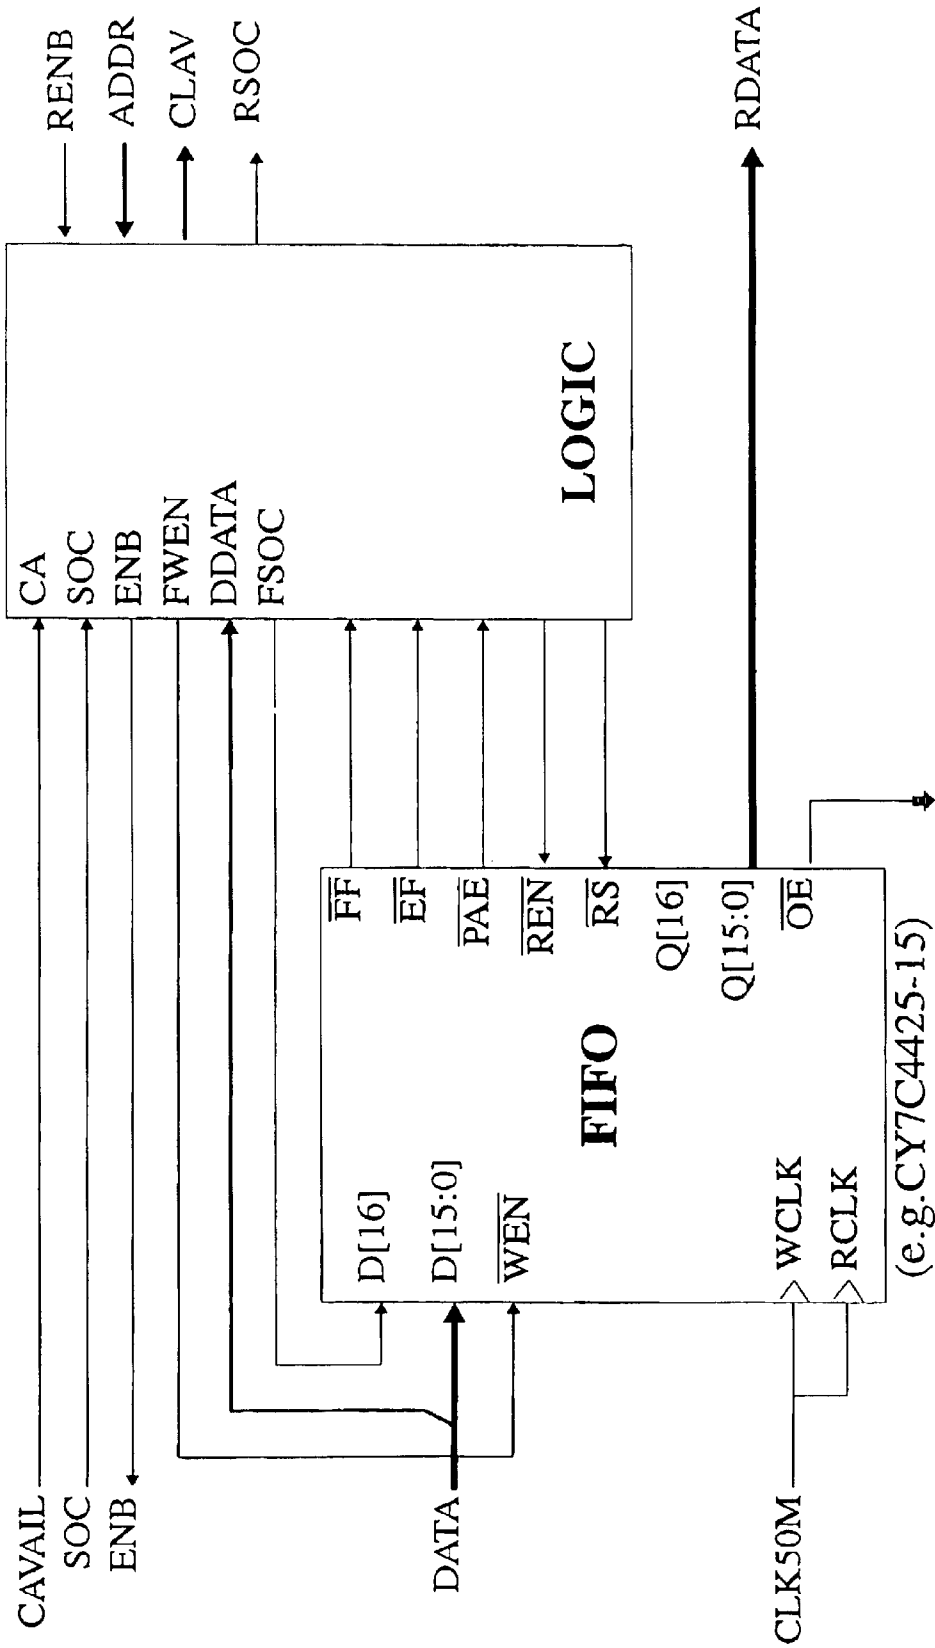 CAVAIL
SOC
ENB
CA
SOC
ENB
FWEN
DDATA
FSOC
LOGIC
RENB
ADDR
CLAV
RSOC
DATA
D[16]
D[15:0]
WEN
FIFO
FF
EF
PAE
REN
RS
Q[16]
Q[15:0]
OE
RDATA
CLK50M
WCLK
RCLK
(e.g.CY7C4425-15)